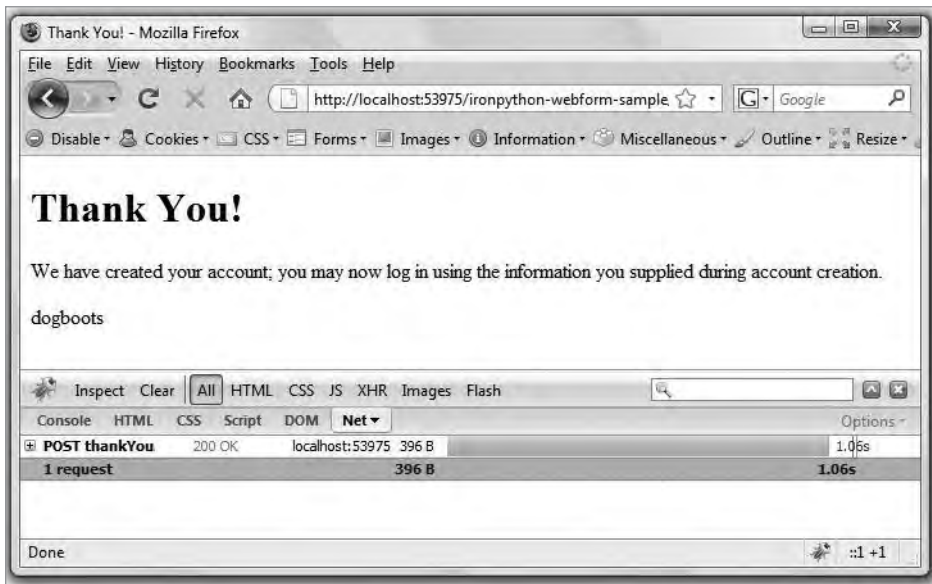 Thank You! - Mozilla Firefox
File Edit View History Bookmarks Tools Help
http://localhost:53975/ironpython-webform-sample, G Google
Disable Cookies CSS Forms Images Information Miscellaneous Outline Resize
Thank You!
We have created your account; you may now log in using the information you supplied during account creation.
dogboots
Inspect Clear All HTML CSS JS XHR Images Flash
Console HTML CSS Script DOM Net Options
POST thankYou 200 OK localhost:53975 396 B 1.06s
1 request 396 B 1.06s
Done ::1 +1